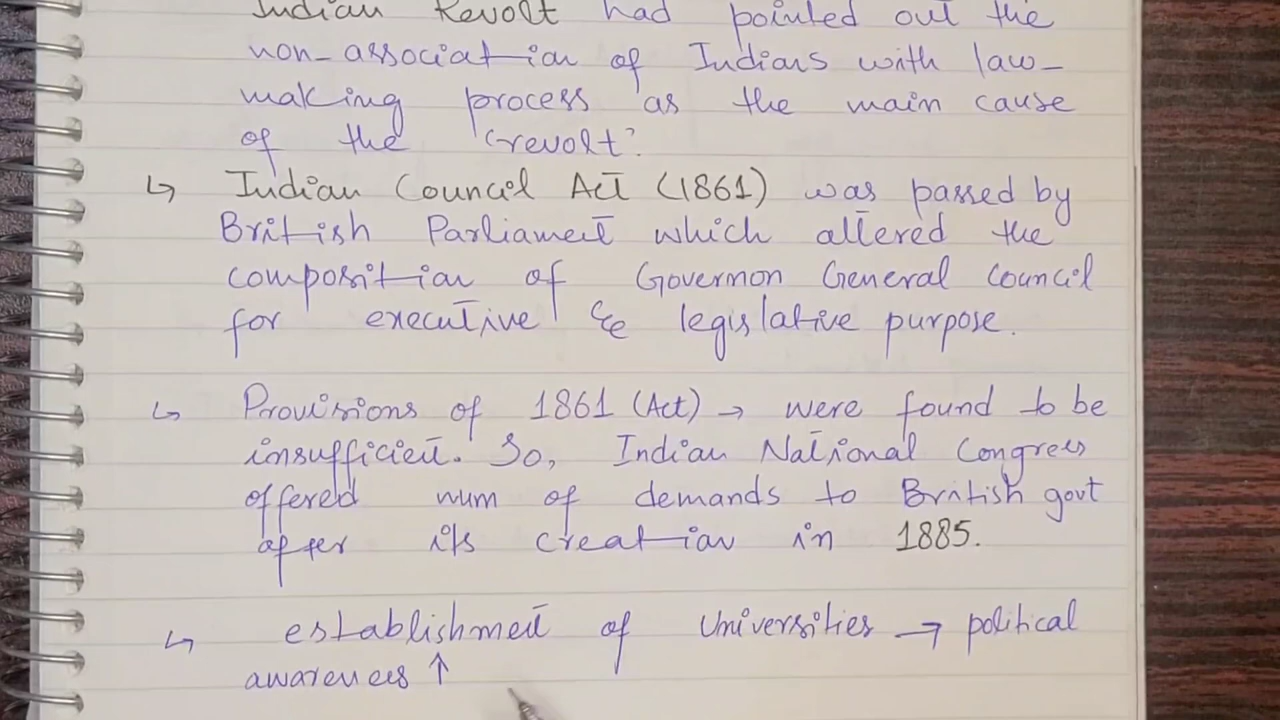 Indian Revolt had pointed out the
non-association of Indians with law-
making process as the main cause
of the revolt.
↳ Indian Council Act (1861) was passed by
British Parliament which altered the
composition of Governor General Council
for executive & legislative purpose.
↳ Provisions of 1861 (Act) → were found to be
insufficient. So, Indian National Congress
offered num of demands to British govt
after its creation in 1885.
↳ establishment of Universities → political
awareness ↑